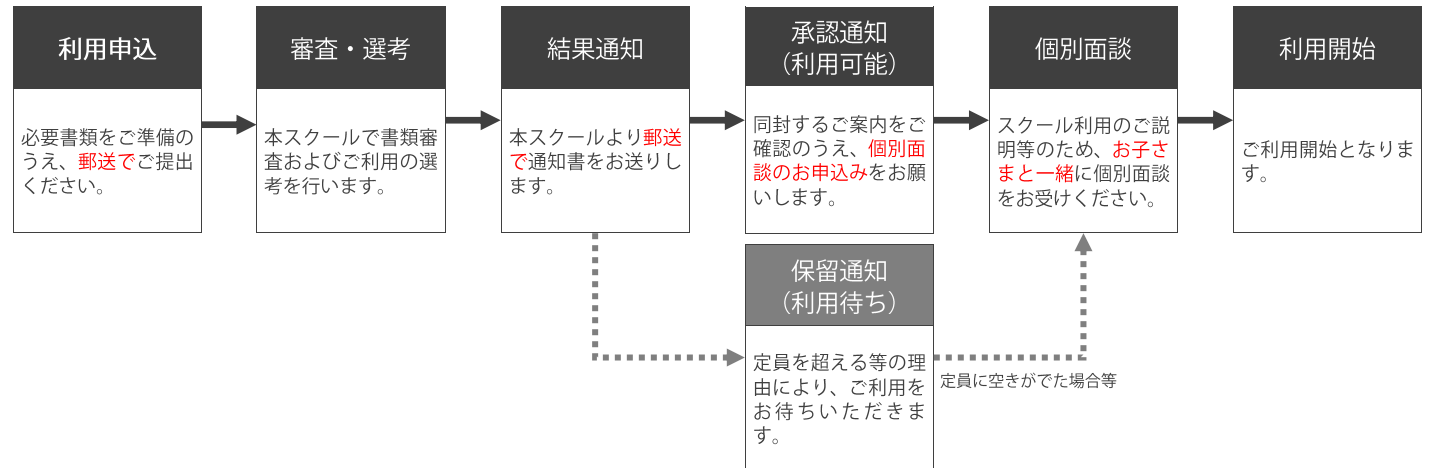 利用申込
必要書類をご準備の
うえ、郵送でご提出
ください。
審査・選考
本スクールで書類審
査およびご利用の選
考を行います。
結果通知
本スクールより郵送
で通知書をお送りし
ます。
承認通知
（利用可能）
同封するご案内をご
確認のうえ、個別面
談のお申込みをお願
いします。
個別面談
スクール利用のご説
明等のため、お子さ
まと一緒に個別面談
をお受けください。
利用開始
ご利用開始となりま
す。
保留通知
（利用待ち）
定員を超える等の理
由により、ご利用を
お待ちいただきま
す。
定員に空きがでた場合等